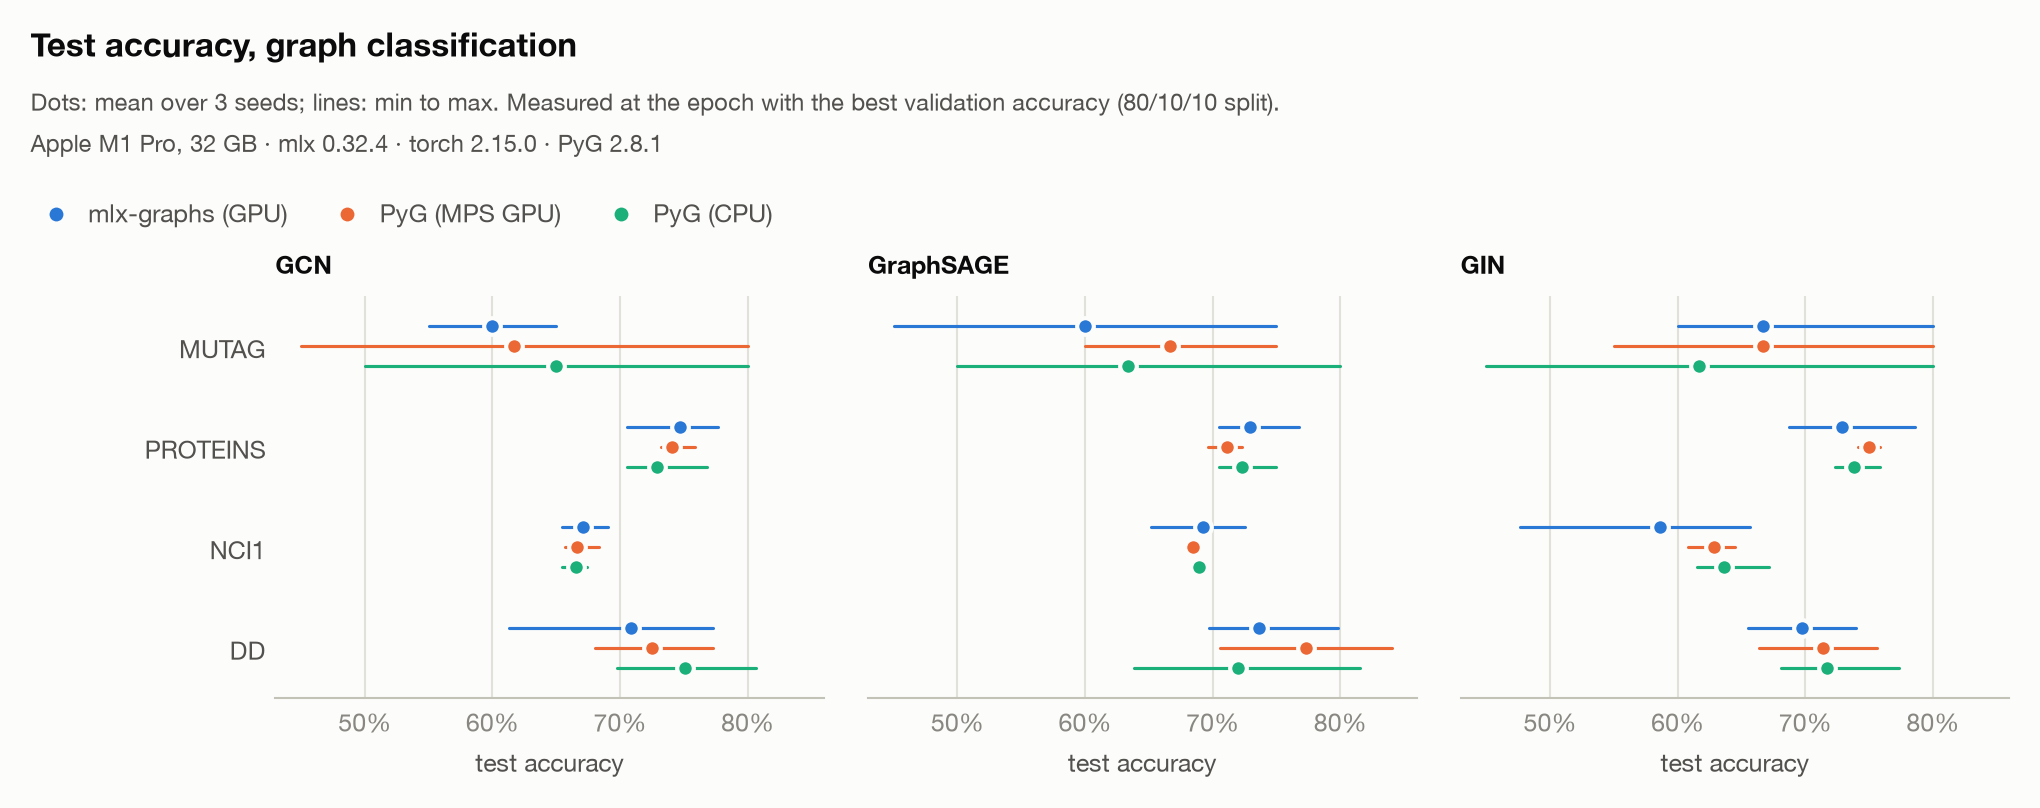 Test accuracy, graph classification
Dots: mean over 3 seeds; lines: min to max. Measured at the epoch with the best validation accuracy (80/10/10 split).
Apple M1 Pro, 32 GB · mlx 0.32.4 · torch 2.15.0 · PyG 2.8.1
mlx-graphs (GPU) PyG (MPS GPU) PyG (CPU)
GCN GraphSAGE GIN
MUTAG
PROTEINS
NCI1
DD
50% 60% 70% 80% 50% 60% 70% 80% 50% 60% 70% 80%
test accuracy test accuracy test accuracy